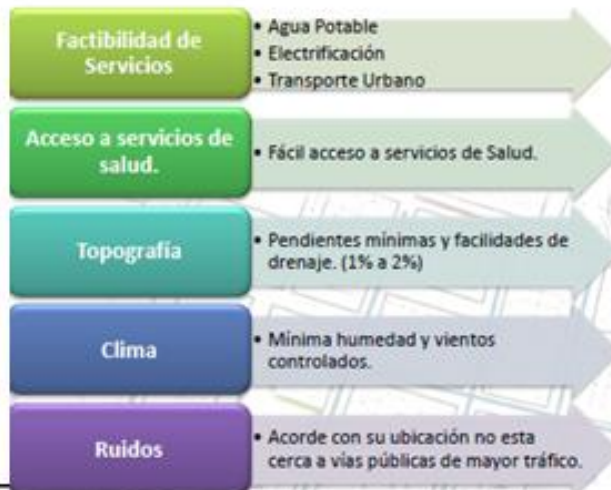 Factibilidad de
Servicios
• Agua Potable
• Electrificación
• Transporte Urbano
Acceso a servicios de
salud.
• Fácil acceso a servicios de Salud.
Topografía
• Pendientes mínimas y facilidades de
drenaje. (1% a 2%)
Clima
• Mínima humedad y vientos
controlados.
Ruidos
• Acorde con su ubicación no esta
cerca a vías públicas de mayor tráfico.